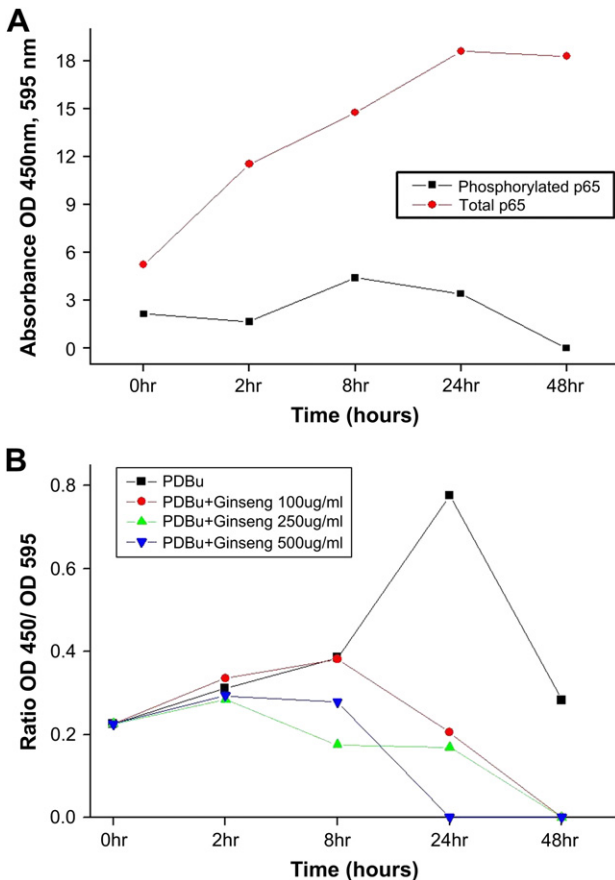 A
Absorbance OD 450nm, 595 nm
18
15
12
9
6
3
0
Phosphorylated p65
Total p65
0hr 2hr 8hr 24hr 48hr
Time (hours)
B
Ratio OD 450/ OD 595
0.8
0.6
0.4
0.2
0.0
PDBu
PDBu+Ginseng 100ug/ml
PDBu+Ginseng 250ug/ml
PDBu+Ginseng 500ug/ml
0hr 2hr 8hr 24hr 48hr
Time (hours)